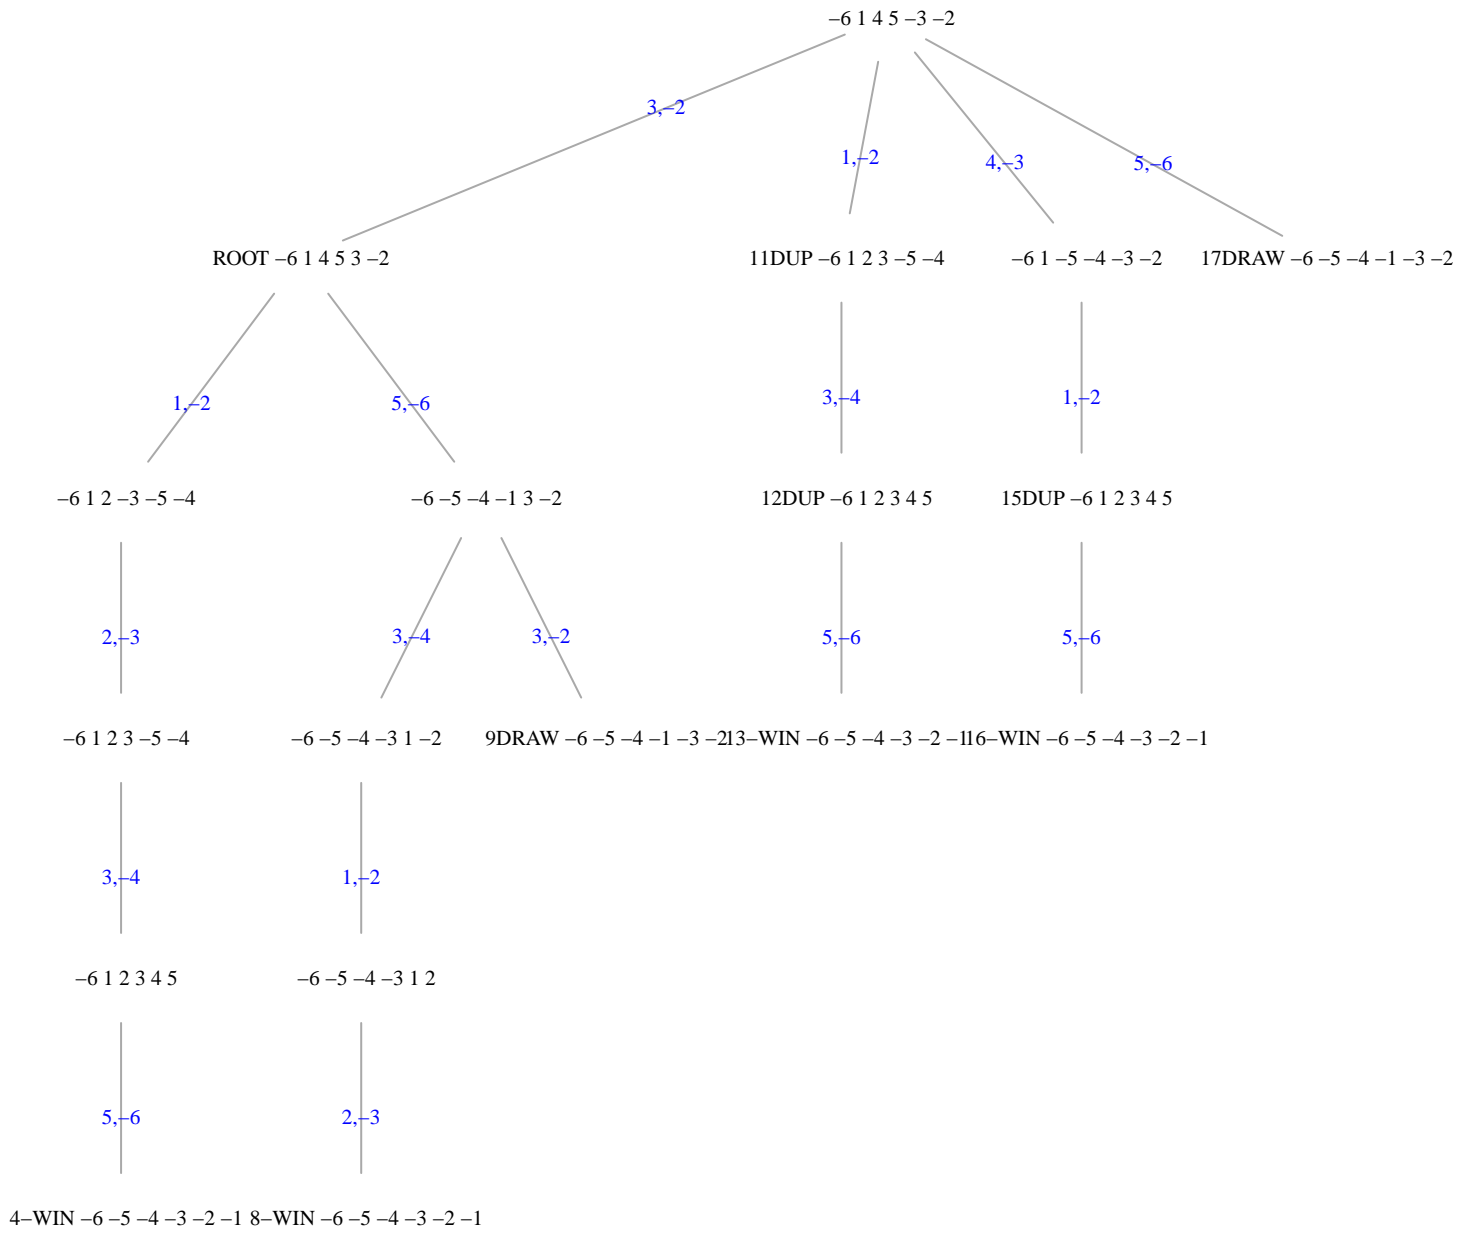 –6 1 4 5 –3 –2
3,–2
1,–2
4,–3
5,–6
ROOT –6 1 4 5 3 –2
11DUP –6 1 2 3 –5 –4
–6 1 –5 –4 –3 –2
17DRAW –6 –5 –4 –1 –3 –2
1,–2
5,–6
3,–4
1,–2
–6 1 2 –3 –5 –4
–6 –5 –4 –1 3 –2
12DUP –6 1 2 3 4 5
15DUP –6 1 2 3 4 5
2,–3
3,–4
3,–2
5,–6
5,–6
–6 1 2 3 –5 –4
–6 –5 –4 –3 1 –2
9DRAW –6 –5 –4 –1 –3 –2
13–WIN –6 –5 –4 –3 –2 –1
16–WIN –6 –5 –4 –3 –2 –1
3,–4
1,–2
–6 1 2 3 4 5
–6 –5 –4 –3 1 2
5,–6
2,–3
4–WIN –6 –5 –4 –3 –2 –1
8–WIN –6 –5 –4 –3 –2 –1